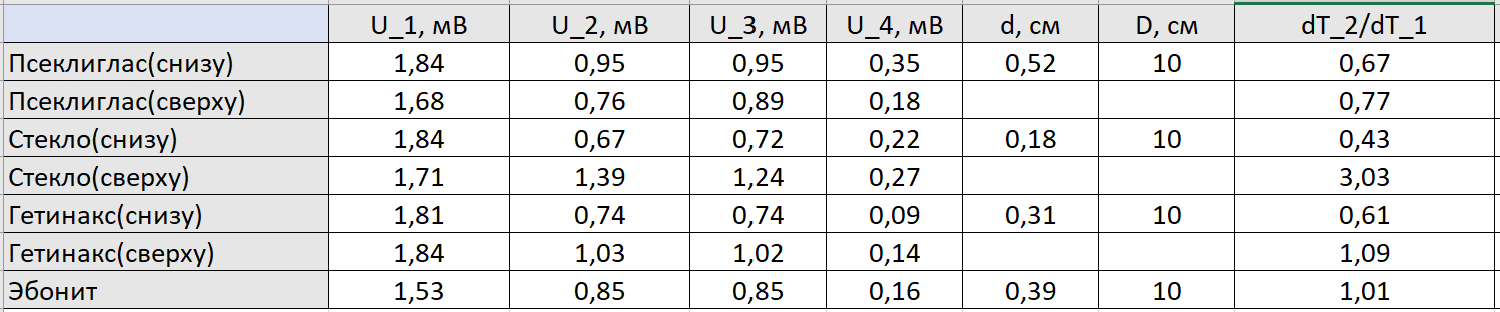 U_1, мВ U_2, мВ U_3, мВ U_4, мВ d, см D, см dT_2/dT_1
Псеклиглас(снизу) 1,84 0,95 0,95 0,35 0,52 10 0,67
Псеклиглас(сверху) 1,68 0,76 0,89 0,18 0,77
Стекло(снизу) 1,84 0,67 0,72 0,22 0,18 10 0,43
Стекло(сверху) 1,71 1,39 1,24 0,27 3,03
Гетинакс(снизу) 1,81 0,74 0,74 0,09 0,31 10 0,61
Гетинакс(сверху) 1,84 1,03 1,02 0,14 1,09
Эбонит 1,53 0,85 0,85 0,16 0,39 10 1,01